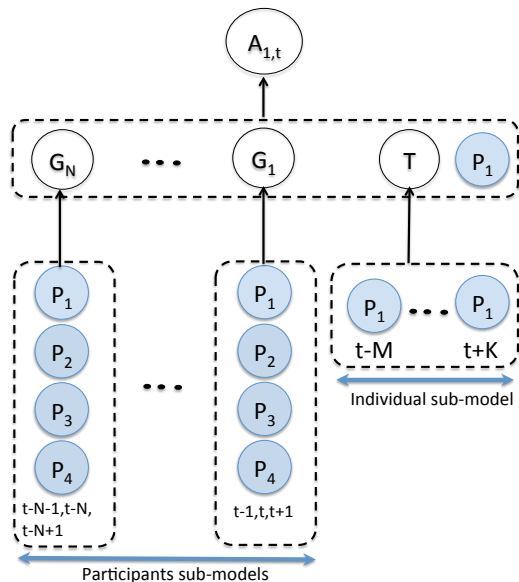 A1,t
GN ... G1 T P1
P1 P1
P1 ... P1
P2 P2
t-M t+K
... 
Individual sub-model
P3 P3
P4 P4
t-N-1,t-N, t-1,t,t+1
t-N+1
Participants sub-models